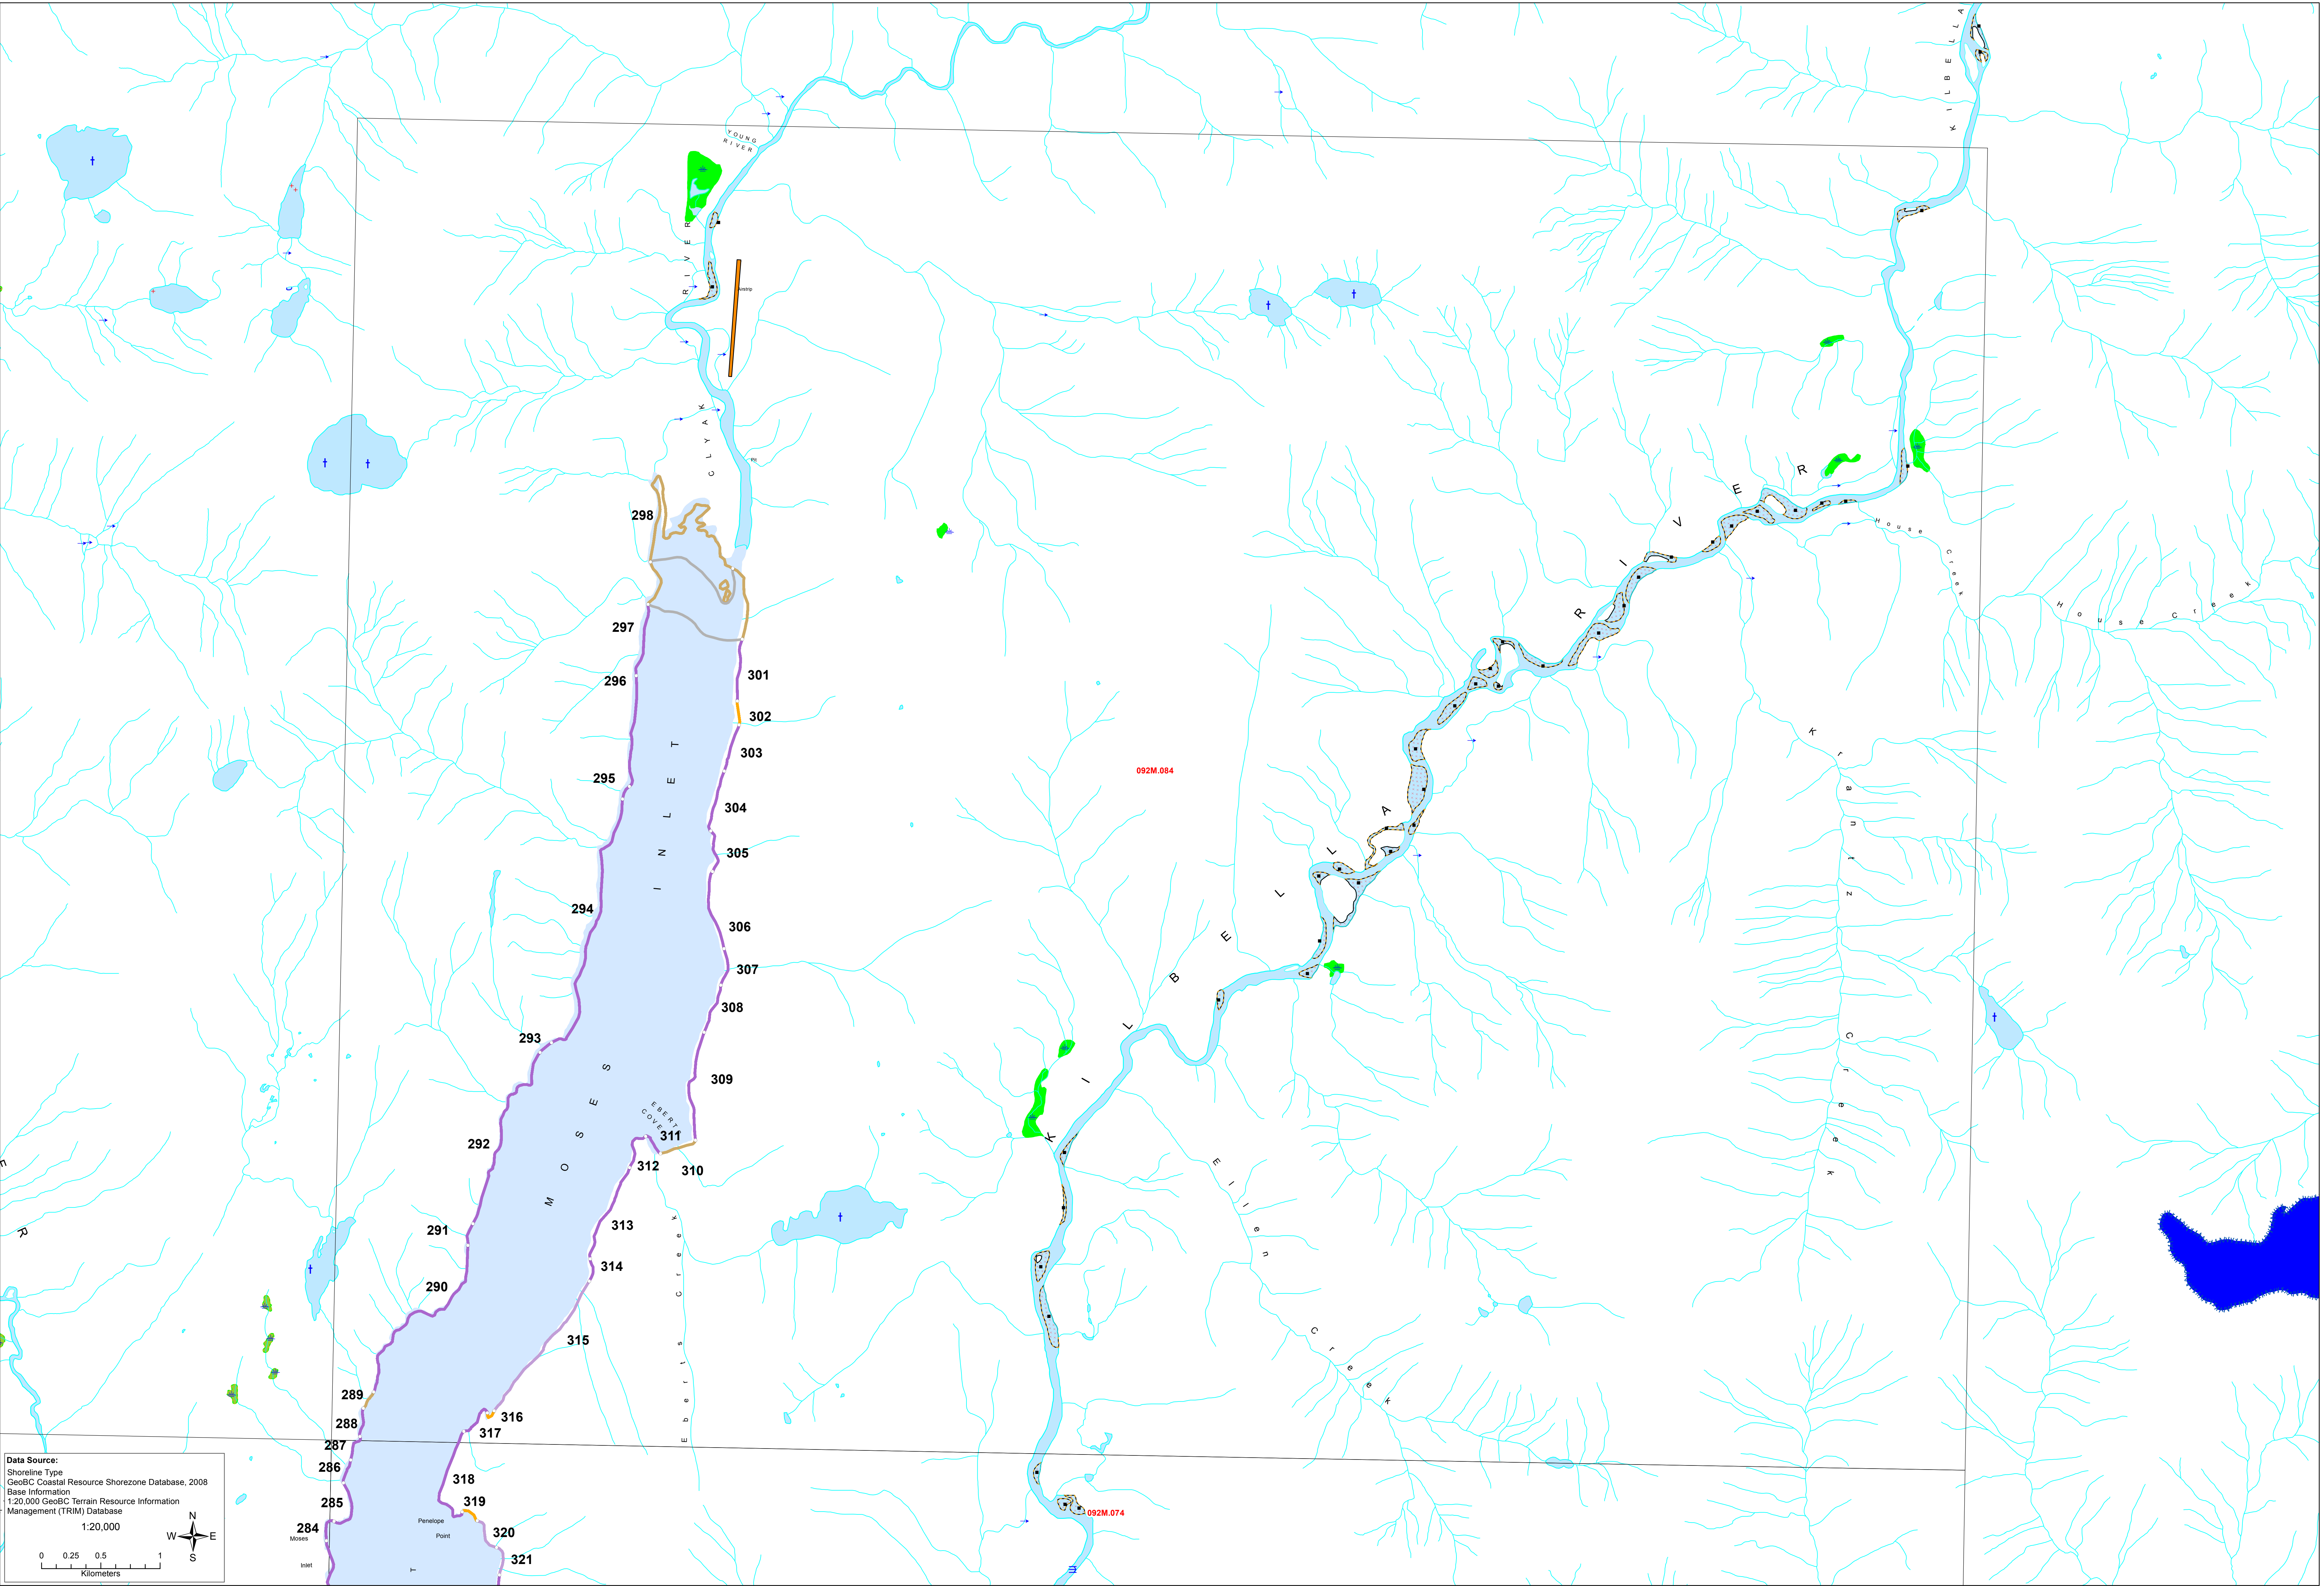 KILBELLA
YOUNG
RIVER
RIVER
Airstrip
CLYAK
Pit
298
297
296
295
294
293
292
291
290
289
288
287
286
285
284
301
302
303
304
305
306
307
308
309
310
311
312
313
314
315
316
317
318
319
320
321
MOSES INLET
EBERT
COVE
Eberts Creek
KILBELLA RIVER
House Creek
House Creek
Krautz Creek
Ellen Creek
092M.084
092M.074
Penelope
Point
Moses
Inlet
T
R
Data Source:
Shoreline Type
GeoBC Coastal Resource Shorezone Database, 2008
Base Information
1:20,000 GeoBC Terrain Resource Information
Management (TRIM) Database
1:20,000
N
W E
S
0 0.25 0.5 1
Kilometers